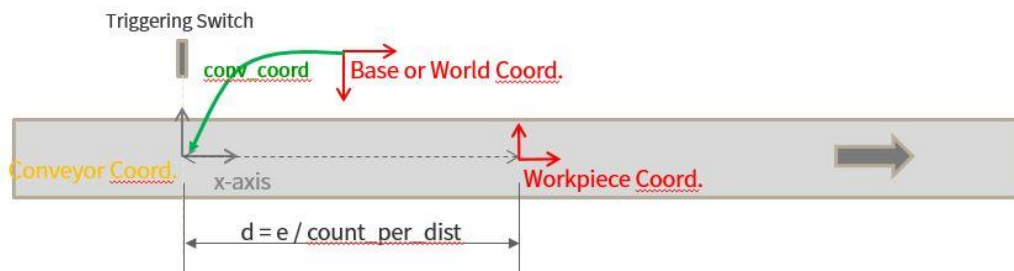 Triggering Switch
conv_coord
Base or World Coord.
Conveyor Coord.
x-axis
Workpiece Coord.
d = e / count_per_dist